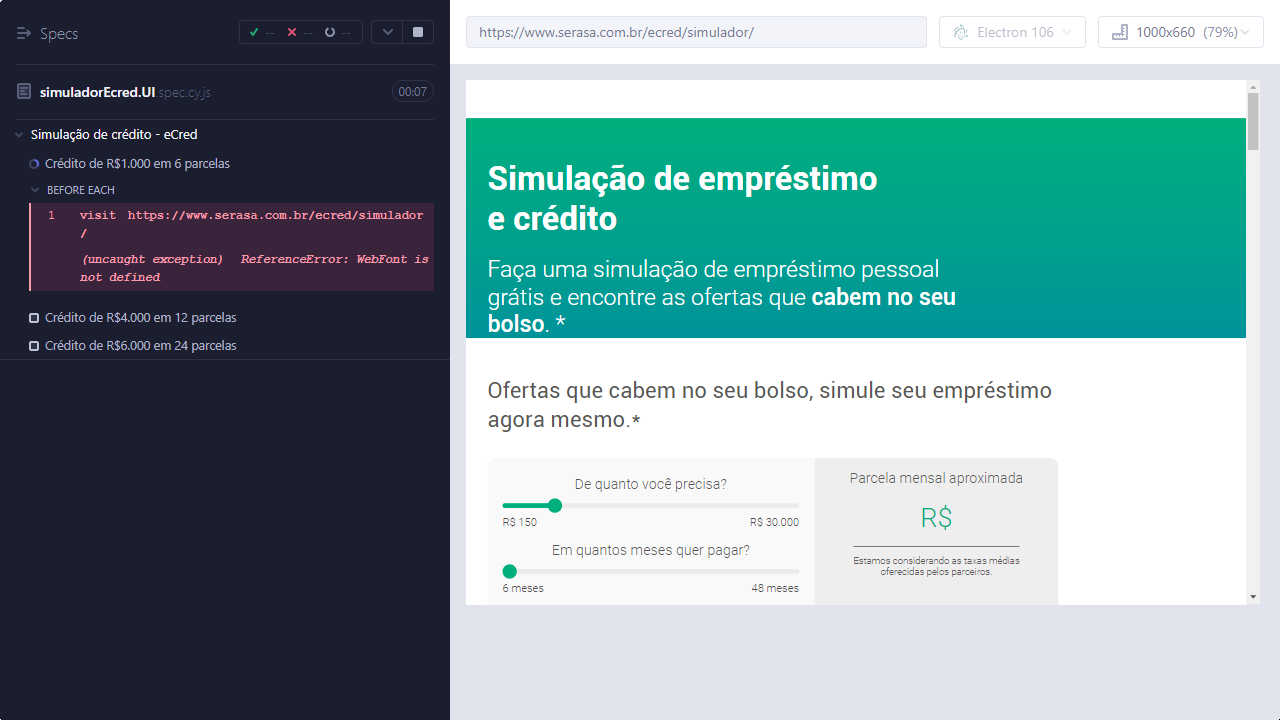 Specs
-- -- --
simuladorEcred.UI.spec.cy.js
00:07
Simulação de crédito - eCred
Crédito de R$1.000 em 6 parcelas
BEFORE EACH
1 visit https://www.serasa.com.br/ecred/simulador
/
(uncaught exception) ReferenceError: WebFont is
not defined
Crédito de R$4.000 em 12 parcelas
Crédito de R$6.000 em 24 parcelas
https://www.serasa.com.br/ecred/simulador/
Electron 106
1000x660 (79%)
Simulação de empréstimo
e crédito
Faça uma simulação de empréstimo pessoal
grátis e encontre as ofertas que cabem no seu
bolso. *
Ofertas que cabem no seu bolso, simule seu empréstimo
agora mesmo.*
De quanto você precisa?
R$ 150 R$ 30.000
Em quantos meses quer pagar?
6 meses 48 meses
Parcela mensal aproximada
R$
Estamos considerando as taxas médias
oferecidas pelos parceiros.